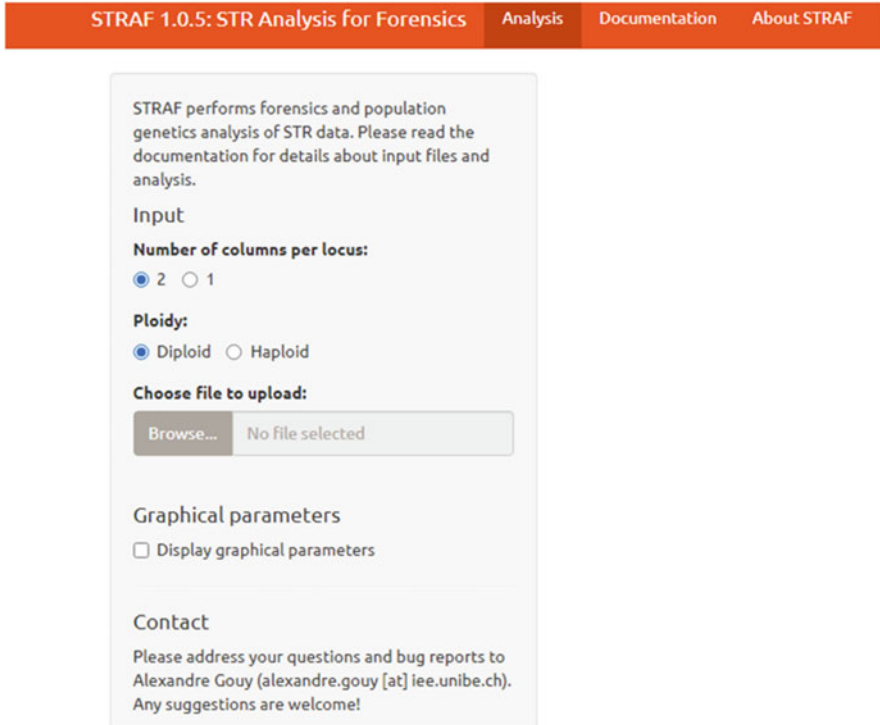 STRAF 1.0.5: STR Analysis for Forensics Analysis Documentation About STRAF
STRAF performs forensics and population
genetics analysis of STR data. Please read the
documentation for details about input files and
analysis.
Input
Number of columns per locus:
2 1
Ploidy:
Diploid Haploid
Choose file to upload:
Browse... No file selected
Graphical parameters
Display graphical parameters
Contact
Please address your questions and bug reports to
Alexandre Gouy (alexandre.gouy [at] iee.unibe.ch).
Any suggestions are welcome!